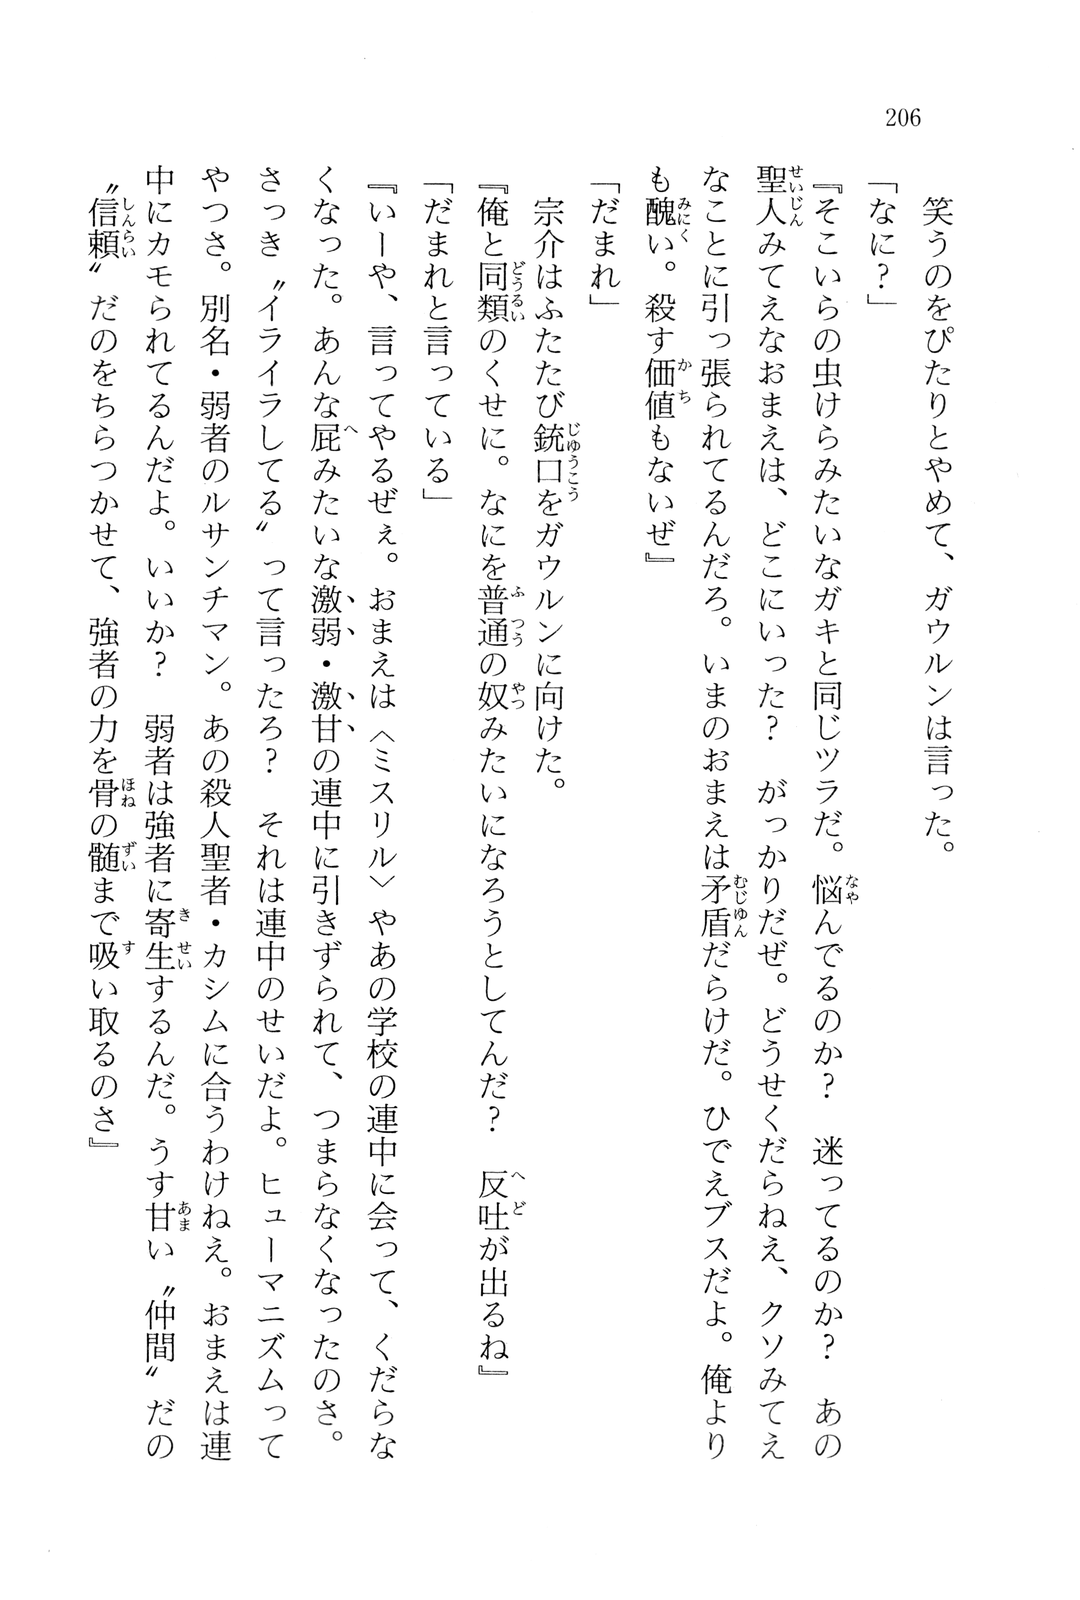 206
　笑うのをぴたりとやめて、ガウルンは言った。
「なに？」
『そこいらの虫けらみたいなガキと同じツラだ。悩んでるのか？　迷ってるのか？　あの
聖人みてえなおまえは、どこにいった？　がっかりだぜ。どうせくだらねえ、クソみてえ
なことに引っ張られてるんだろ。いまのおまえは矛盾だらけだ。ひでえブスだよ。俺より
も醜い。殺す価値もないぜ』
「だまれ」
　宗介はふたたび銃口をガウルンに向けた。
『俺と同類のくせに。なにを普通の奴みたいになろうとしてんだ？　反吐が出るね』
「だまれと言っている」
『いーや、言ってやるぜぇ。おまえは〈ミスリル〉やあの学校の連中に会って、くだらな
くなった。あんな屁みたいな激弱・激甘の連中に引きずられて、つまらなくなったのさ。
さっき〝イライラしてる〟って言ったろ？　それは連中のせいだよ。ヒューマニズムって
やつさ。別名・弱者のルサンチマン。あの殺人聖者・カシムに合うわけねえ。おまえは連
中にカモられてるんだよ。いいか？　弱者は強者に寄生するんだ。うす甘い〝仲間〟だの
〝信頼〟だのをちらつかせて、強者の力を骨の髄まで吸い取るのさ』